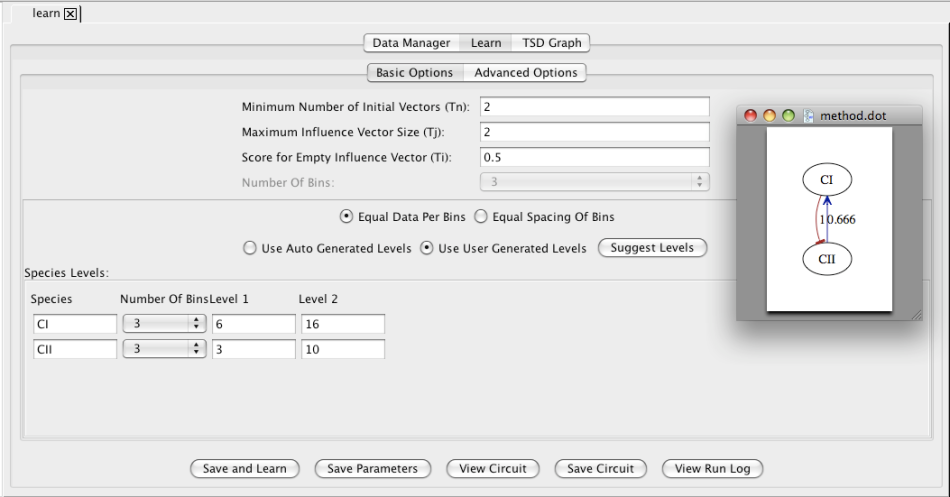 learn
Data Manager Learn TSD Graph
Basic Options Advanced Options
Minimum Number of Initial Vectors (Tn): 2
Maximum Influence Vector Size (Tj): 2
Score for Empty Influence Vector (Ti): 0.5
Number Of Bins: 3
Equal Data Per Bins Equal Spacing Of Bins
Use Auto Generated Levels Use User Generated Levels Suggest Levels
Species Levels:
Species Number Of Bins Level 1 Level 2
CI 3 6 16
CII 3 3 10
Save and Learn Save Parameters View Circuit Save Circuit View Run Log
method.dot
CI
1 0.666
CII